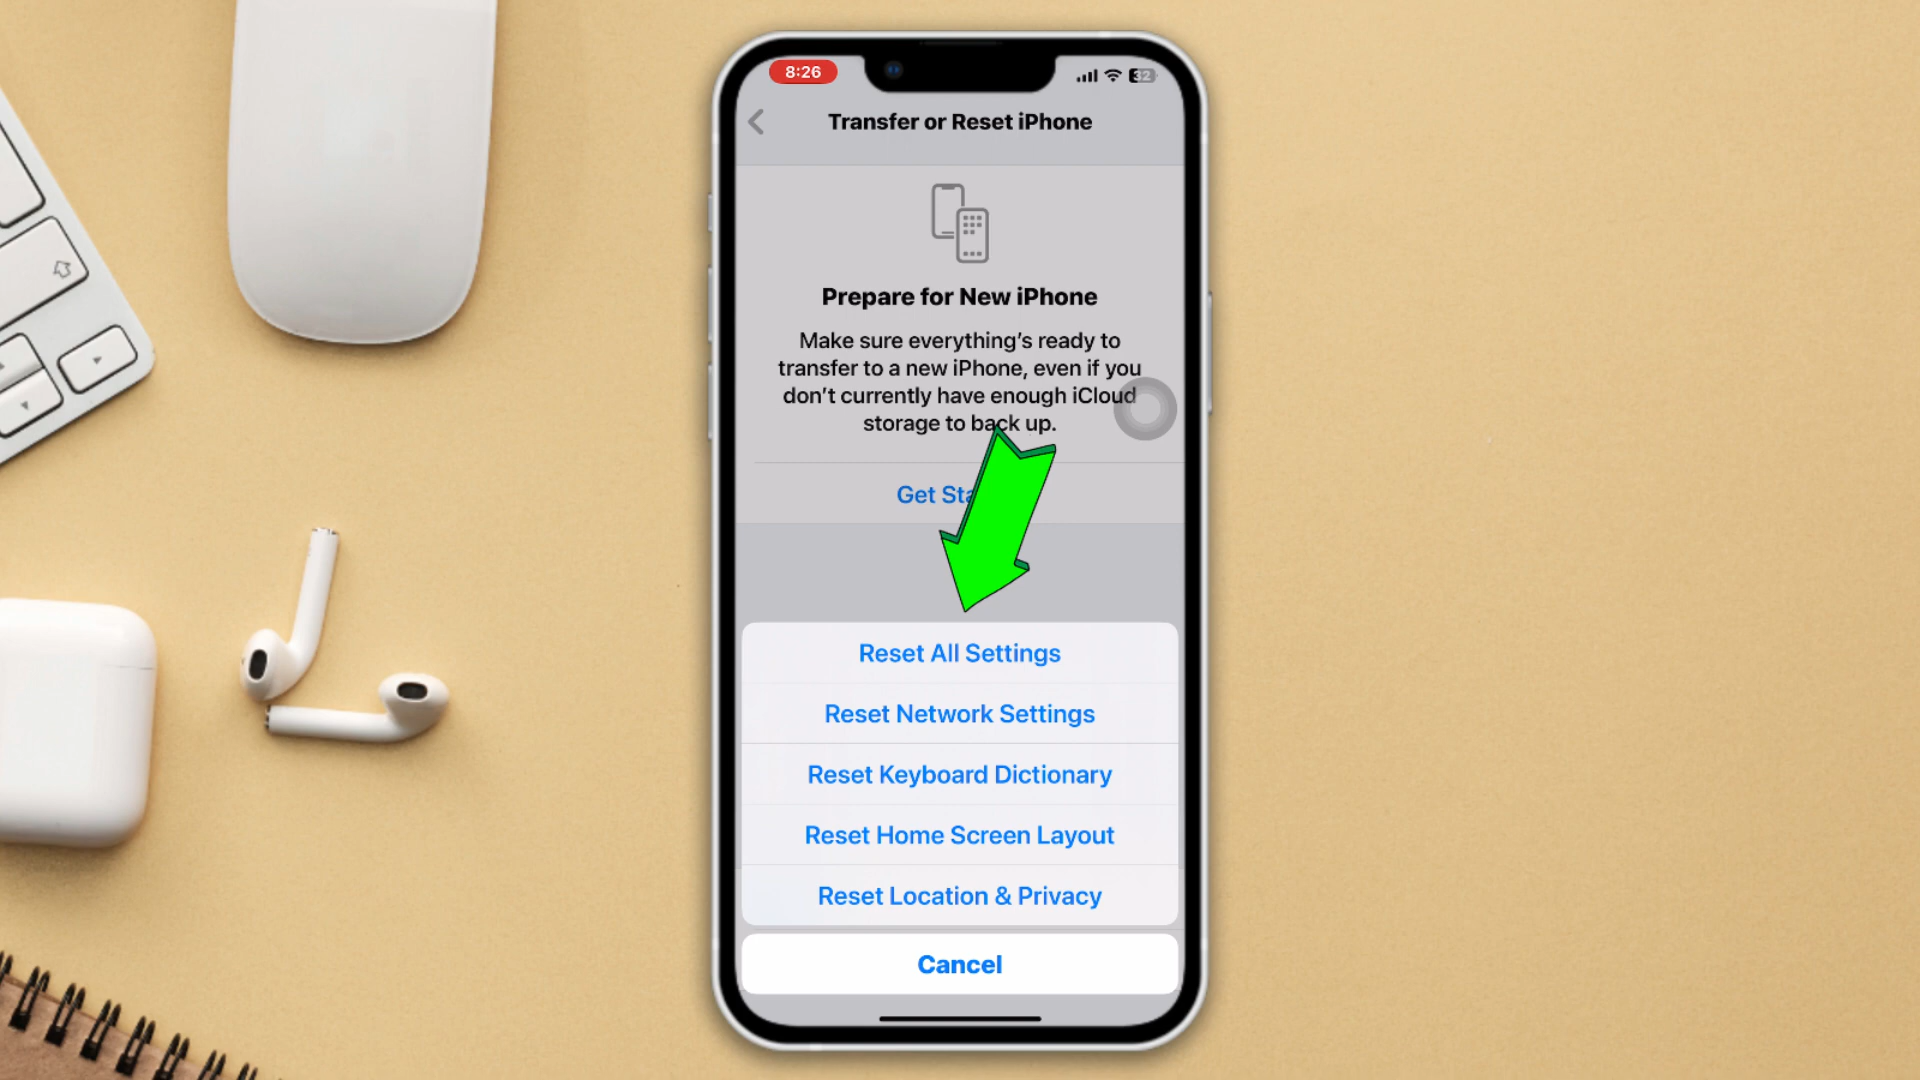 8:26
32
Transfer or Reset iPhone
Prepare for New iPhone
Make sure everything's ready to
transfer to a new iPhone, even if you
don't currently have enough iCloud
storage to back up.
Get
Reset All Settings
Reset Network Settings
Reset Keyboard Dictionary
Reset Home Screen Layout
Reset Location & Privacy
Cancel